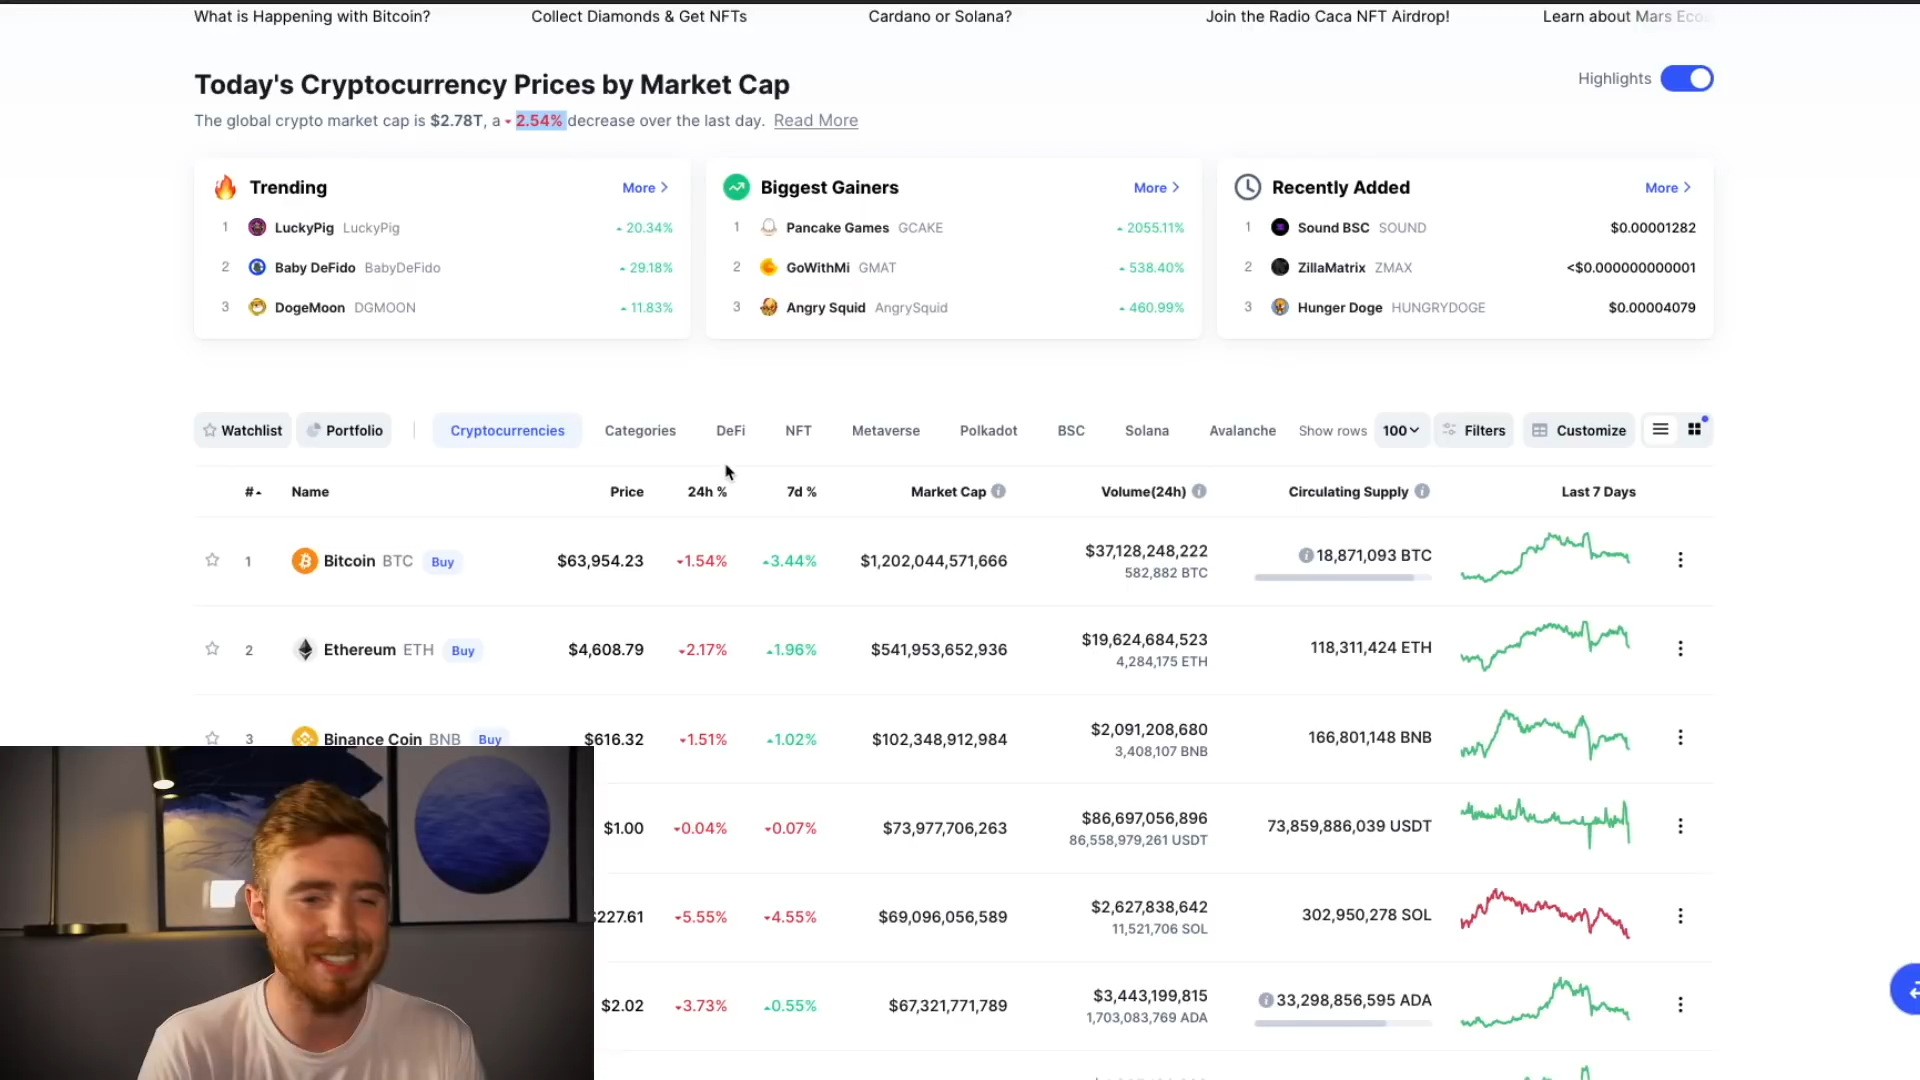 What is Happening with Bitcoin? Collect Diamonds & Get NFTs Cardano or Solana? Join the Radio Caca NFT Airdrop! Learn about Mars
Today's Cryptocurrency Prices by Market Cap Highlights
The global crypto market cap is $2.78T, a 2.54% decrease over the last day. Read More
Trending More Biggest Gainers More Recently Added More
1 LuckyPig LuckyPig 20.34% 1 Pancake Games GCAKE 2055.11% 1 Sound BSC SOUND $0.00001282
2 Baby DeFido BabyDeFido 29.18% 2 GoWithMi GMAT 538.40% 2 ZillaMatrix ZMAX <$0.000000000001
3 DogeMoon DGMOON 11.83% 3 Angry Squid AngrySquid 460.99% 3 Hunger Doge HUNGRYDOGE $0.00004079
Watchlist Portfolio Cryptocurrencies Categories DeFi NFT Metaverse Polkadot BSC Solana Avalanche Show rows 100 Filters Customize
# Name Price 24h % 7d % Market Cap Volume(24h) Circulating Supply Last 7 Days
1 Bitcoin BTC Buy $63,954.23 1.54% 3.44% $1,202,044,571,666 $37,128,248,222 18,871,093 BTC
582,882 BTC
2 Ethereum ETH Buy $4,608.79 2.17% 1.96% $541,953,652,936 $19,624,684,523 118,311,424 ETH
4,284,175 ETH
3 Binance Coin BNB Buy $616.32 1.51% 1.02% $102,348,912,984 $2,091,208,680 166,801,148 BNB
3,408,107 BNB
$1.00 0.04% 0.07% $73,977,706,263 $86,697,056,896 73,859,886,039 USDT
86,558,979,261 USDT
$227.61 5.55% 4.55% $69,096,056,589 $2,627,838,642 302,950,278 SOL
11,521,706 SOL
$2.02 3.73% 0.55% $67,321,771,789 $3,443,199,815 33,298,856,595 ADA
1,703,083,769 ADA